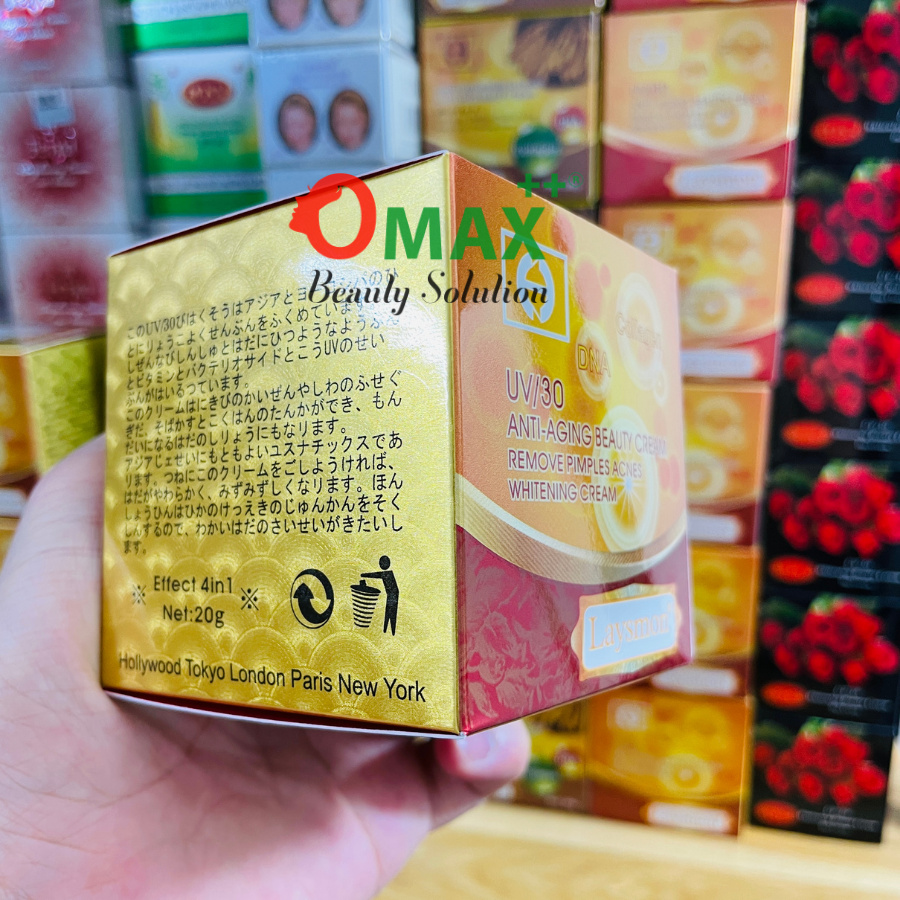 OMAX++
Beauty Solution
このUV/30びはくそうはアジアとヨ
とにりょうこよくせんぶんをふくめていま
しぜんなびしんしゅとはだにひつようなようぶん
とビタミンとバクテリオサイドとこうUVのせい
ぶんがはいるつています。
このクリームはにきびのかいぜんやしわのふせぐ
ぎだ、そばかすとこくはんのたんかができ、もん
だいになるはだのしりょうにもなります。
アジアじェせいにもともよいユスナチックスであ
ります。つねにこのクリームをごしようければ、
はだがやわらかく、みずみずしくなります。ほん
しょうひんはひかのけっえきのじゅんかんをそく
しんするので、わかいはだのさいせいがきたいし
ます。
※ Effect 4in1 ※
Net:20g
Hollywood Tokyo London Paris New York
DNA
Collagen
UV/30
ANTI-AGING BEAUTY CREAM
REMOVE PIMPLES ACNES
WHITENING CREAM